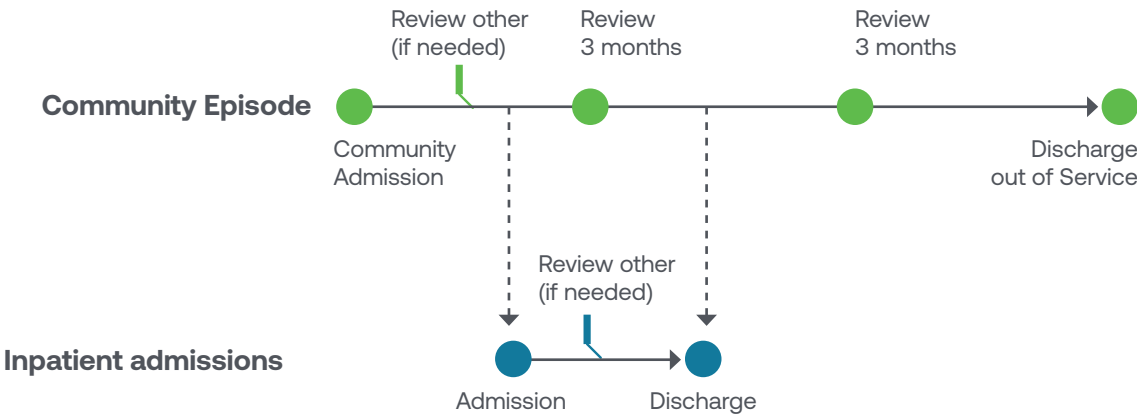 Review other
(if needed)
Review
3 months
Review
3 months
Community Episode
Community
Admission
Discharge
out of Service
Review other
(if needed)
Inpatient admissions
Admission
Discharge